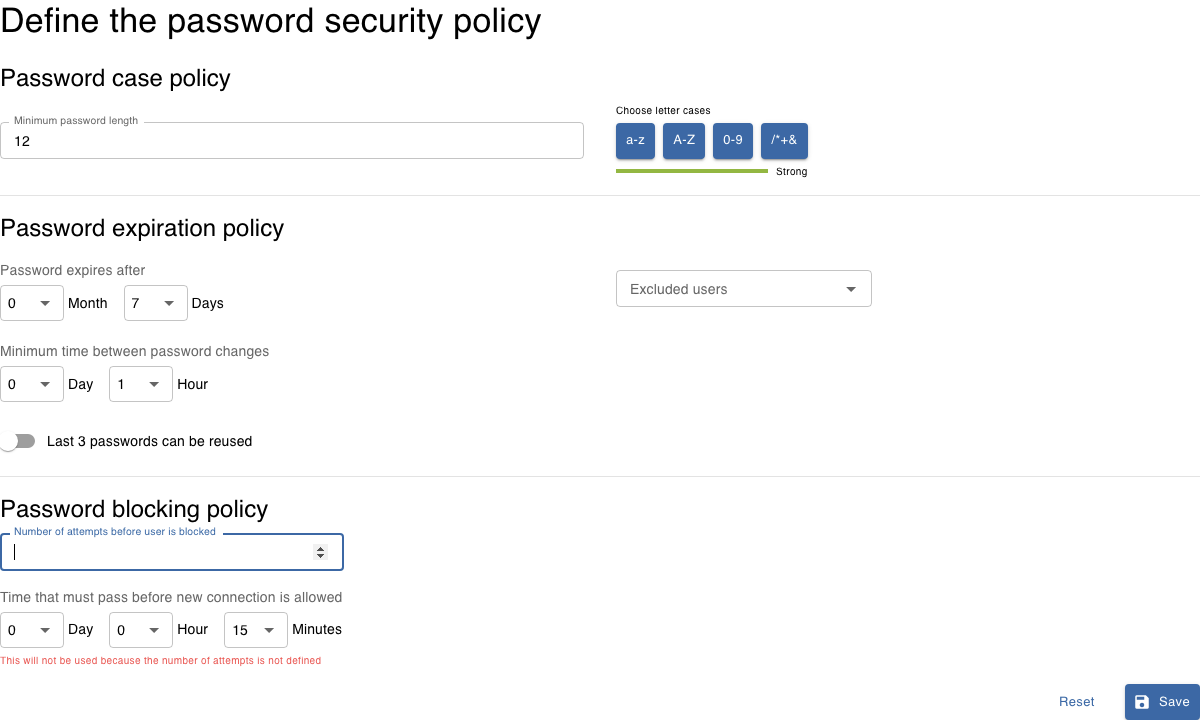 Define the password security policy
Password case policy
Minimum password length
12
Choose letter cases
a-z A-Z 0-9 /*+&
Strong
Password expiration policy
Password expires after
0 Month 7 Days
Excluded users
Minimum time between password changes
0 Day 1 Hour
Last 3 passwords can be reused
Password blocking policy
Number of attempts before user is blocked
Time that must pass before new connection is allowed
0 Day 0 Hour 15 Minutes
This will not be used because the number of attempts is not defined
Reset Save